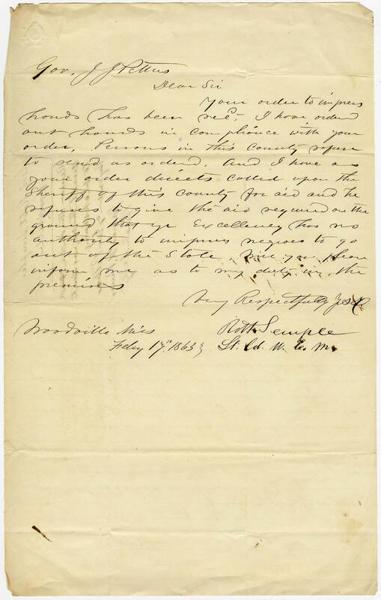 Gov. J J Pettus
Dear Sir
Your order to impress
hands has been recd. I have ordered
out hands in compliance with your
order, Persons in this county refuse
to send as ordered. And I have as
your order directs called upon the
Sheriff of this county for aid and he
refuses to give the aid required on the
ground that yr Excellency has no
authority to impress negroes to go
out of the State. you please
inform me as to my duty in the
premises
Very Respectfully
Woodville Miss Robt Semple
Feby 17th 1863 Lt. Col. W. C. M.